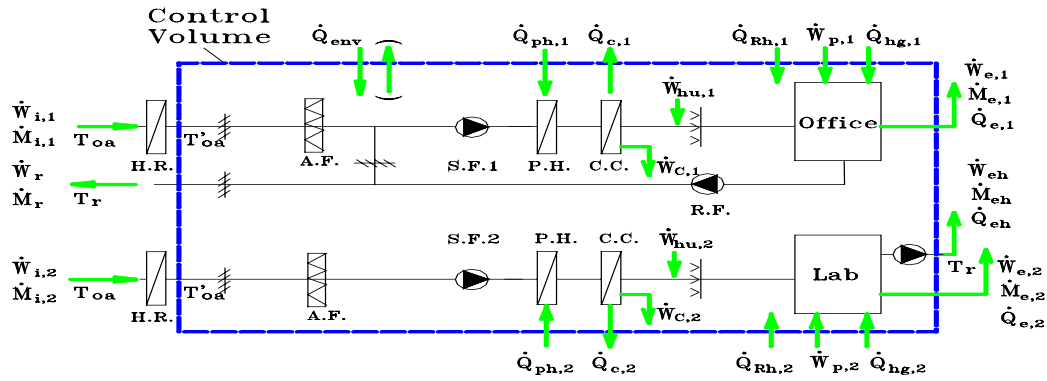 Control
Volume
Q̇env ( )
Q̇ph,1
Q̇c,1
Q̇Rh,1
Ẇp,1
Q̇hg,1
Ẇi,1
Ṁi,1
Toa
H.R.
T'oa
A.F.
S.F.1
P.H.
C.C.
Ẇhu,1
ẆC,1
Office
Ẇe,1
Ṁe,1
Q̇e,1
Ẇr
Ṁr
Tr
R.F.
Ẇeh
Ṁeh
Q̇eh
Ẇi,2
Ṁi,2
Toa
H.R.
T'oa
A.F.
S.F.2
P.H.
C.C.
Ẇhu,2
ẆC,2
Lab
Tr
Ẇe,2
Ṁe,2
Q̇e,2
Q̇ph,2
Q̇c,2
Q̇Rh,2
Ẇp,2
Q̇hg,2